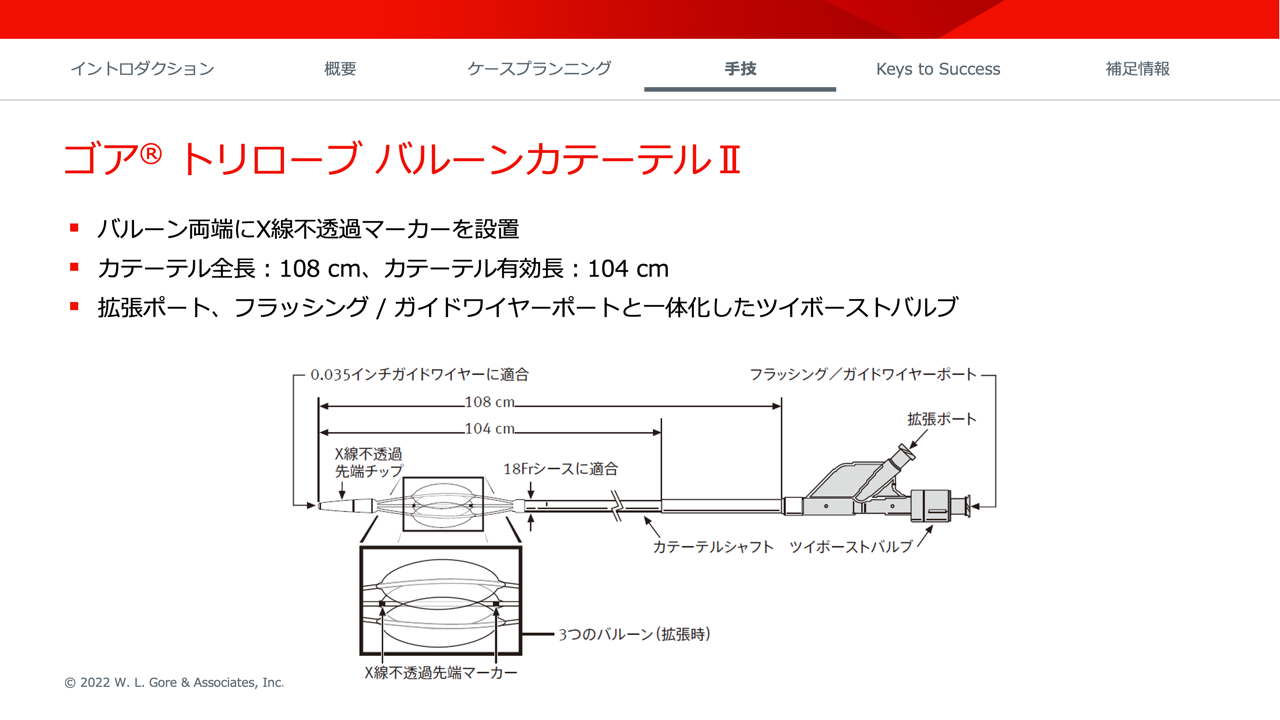 イントロダクション
概要
ケースプランニング
手技
Keys to Success
補足情報
ゴア® トリローブ バルーンカテーテルⅡ
バルーン両端にX線不透過マーカーを設置
カテーテル全長：108 cm、カテーテル有効長：104 cm
拡張ポート、フラッシング / ガイドワイヤーポートと一体化したツイボーストバルブ
0.035インチガイドワイヤーに適合
フラッシング／ガイドワイヤーポート
108 cm
拡張ポート
104 cm
X線不透過
先端チップ
18Frシースに適合
カテーテルシャフト
ツイボーストバルブ
3つのバルーン（拡張時）
X線不透過先端マーカー
© 2022 W. L. Gore & Associates, Inc.